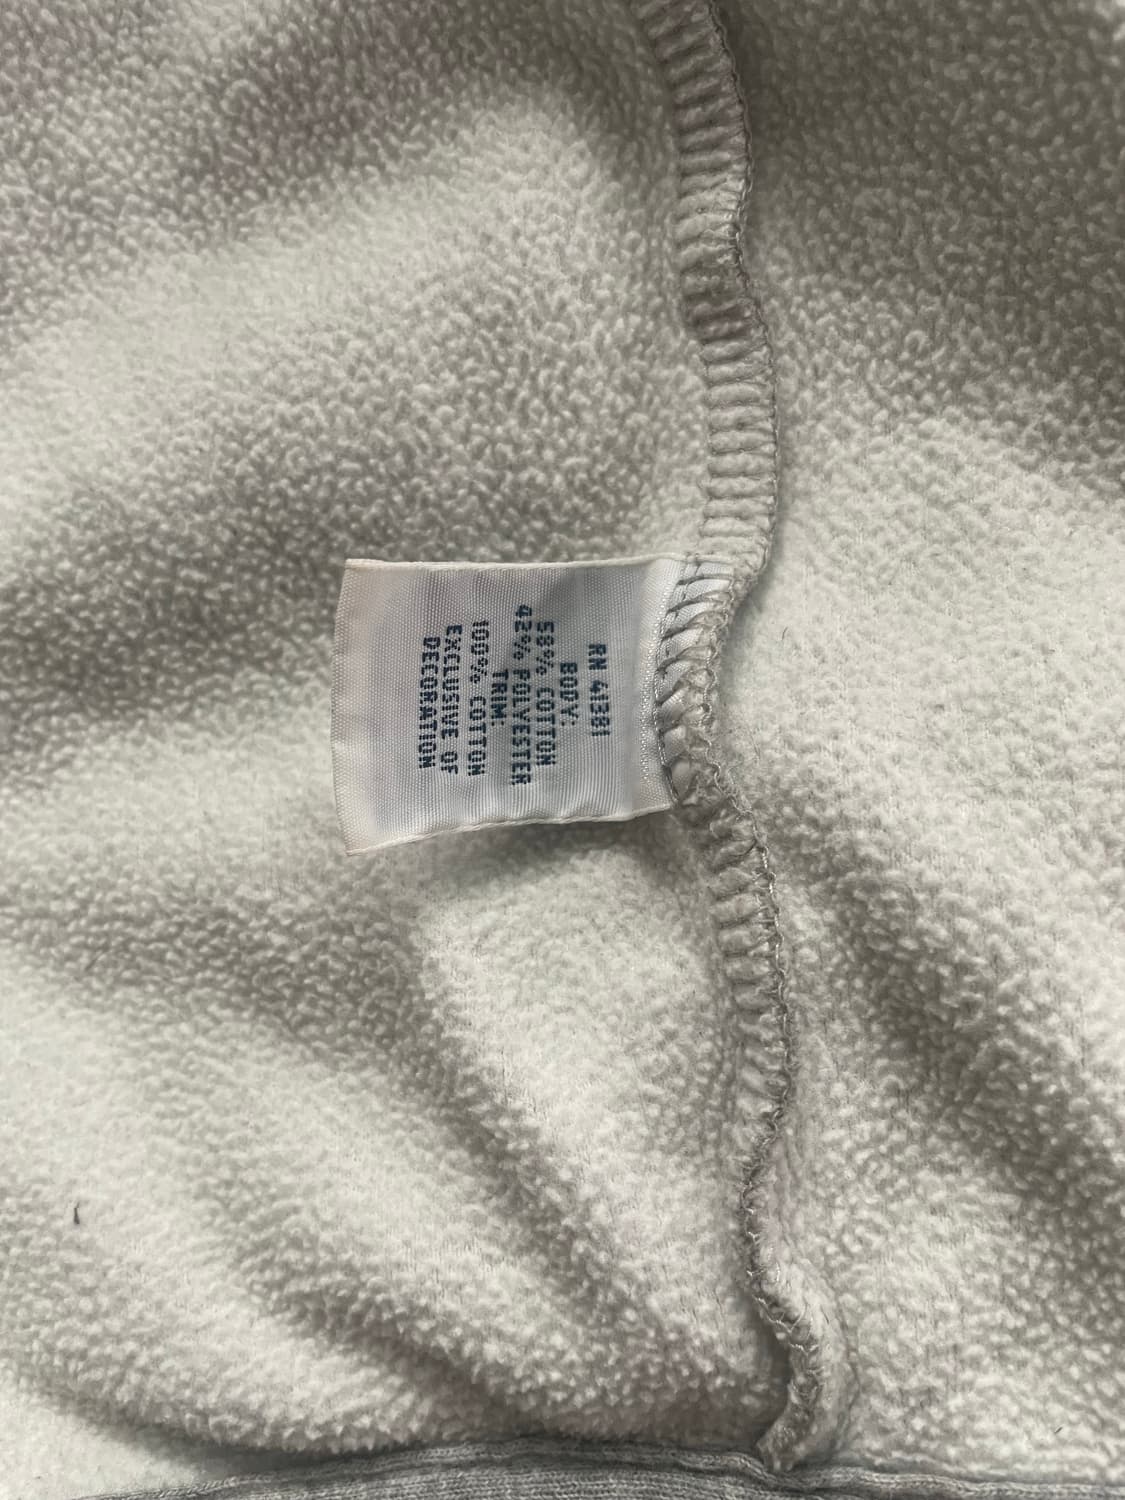 RN 41381
BODY:
58% COTTON
42% POLYESTER
TRIM:
100% COTTON
EXCLUSIVE OF
DECORATION